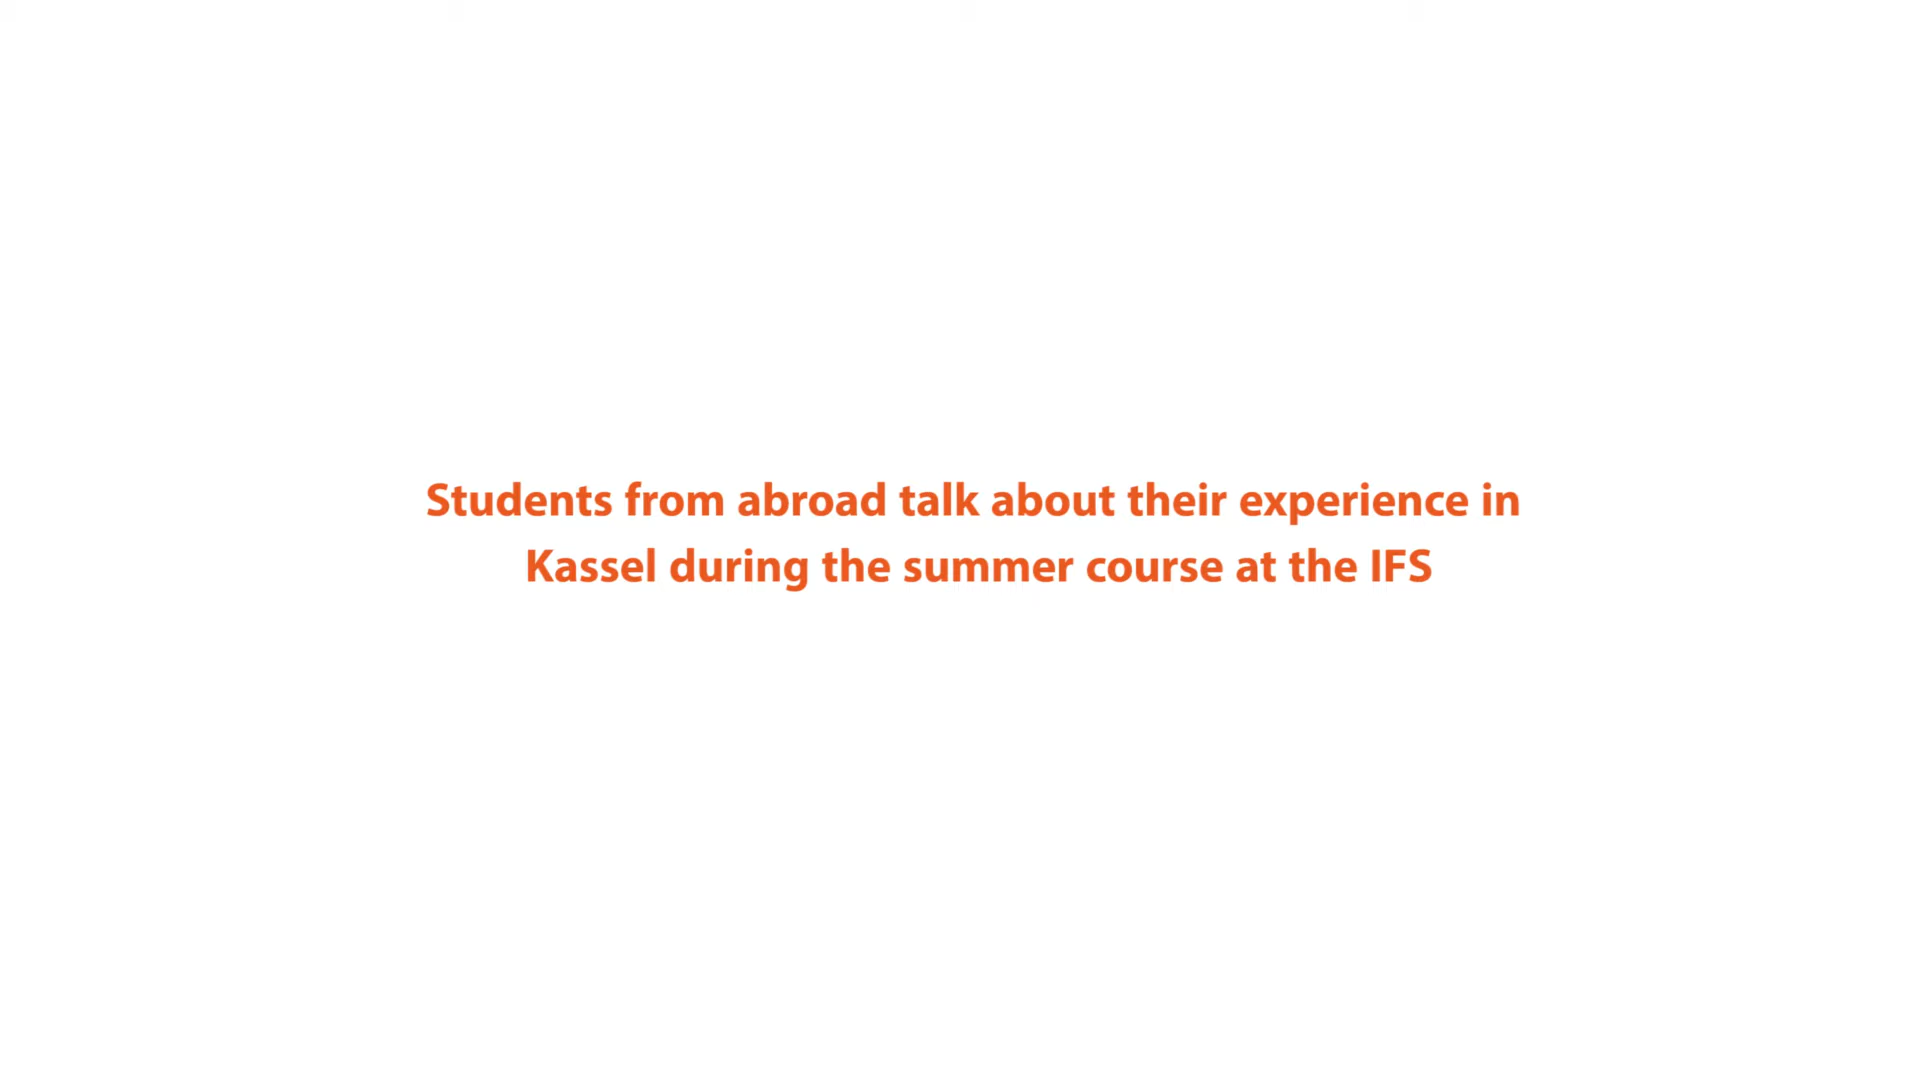 Students from abroad talk about their experience in
Kassel during the summer course at the IFS